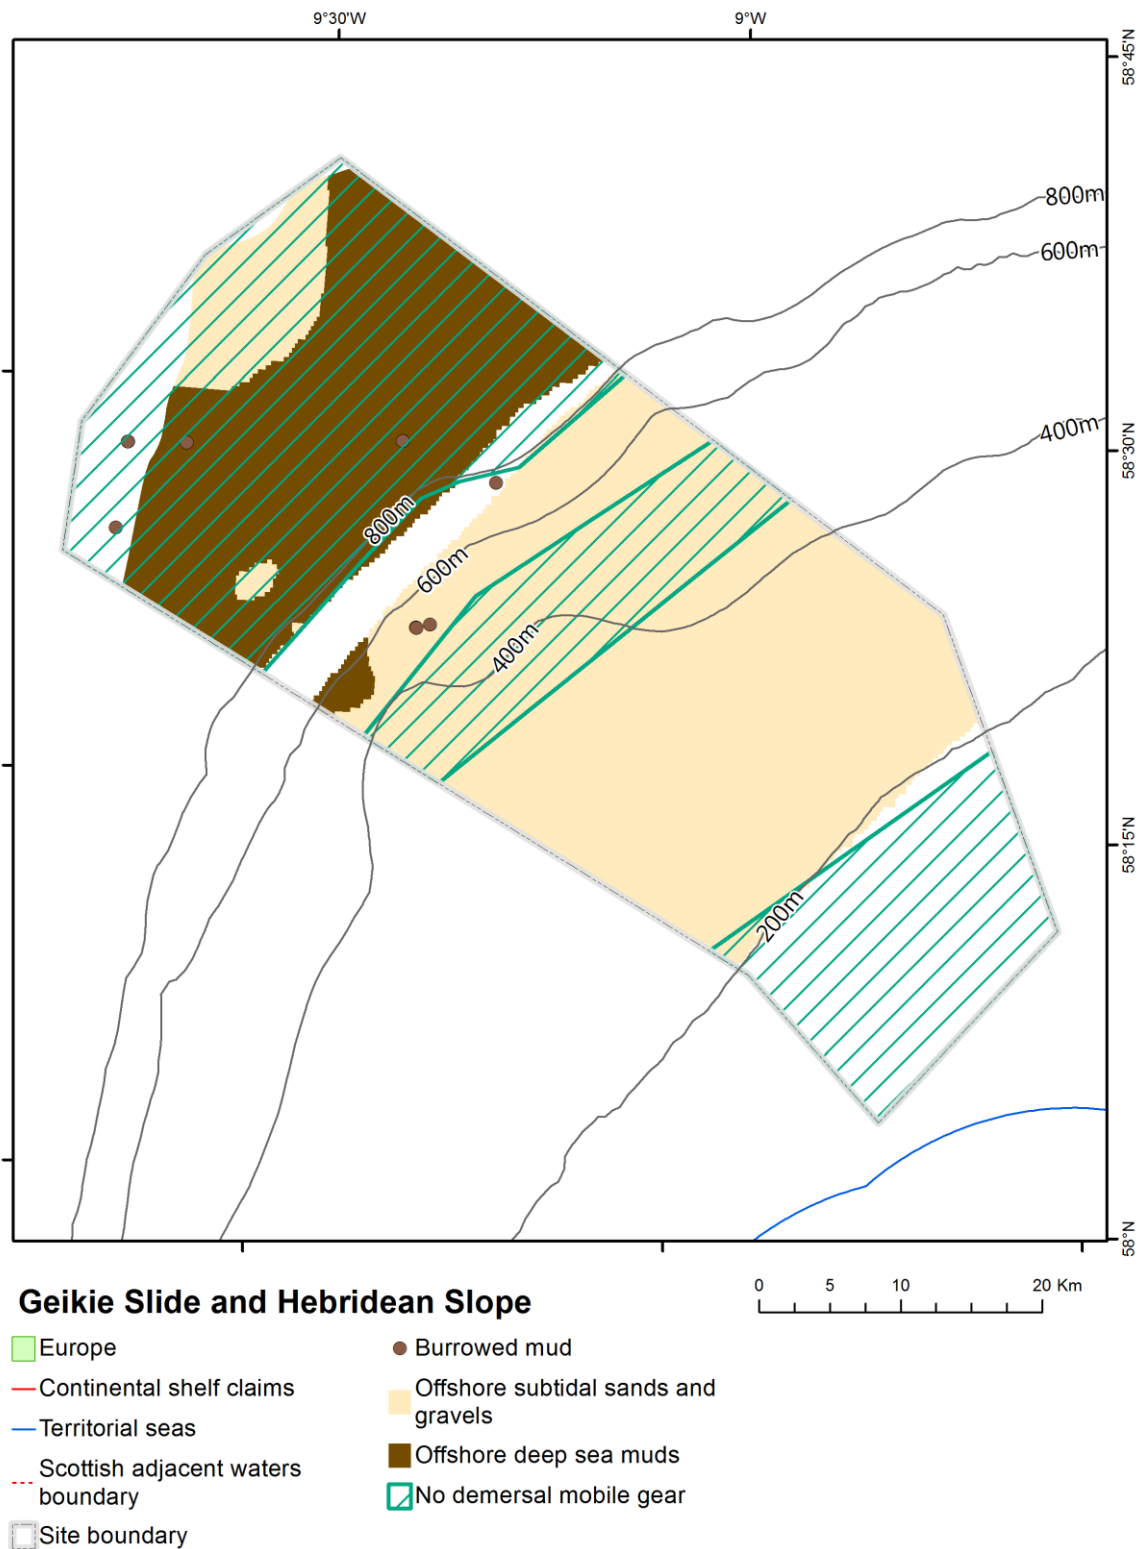 9°30'W
9°W
58°45'N
800m
600m
400m
58°30'N
800m
600m
400m
58°15'N
200m
58°N
Geikie Slide and Hebridean Slope
0 5 10 20 Km
Europe
Continental shelf claims
Territorial seas
Scottish adjacent waters
boundary
Site boundary
Burrowed mud
Offshore subtidal sands and
gravels
Offshore deep sea muds
No demersal mobile gear